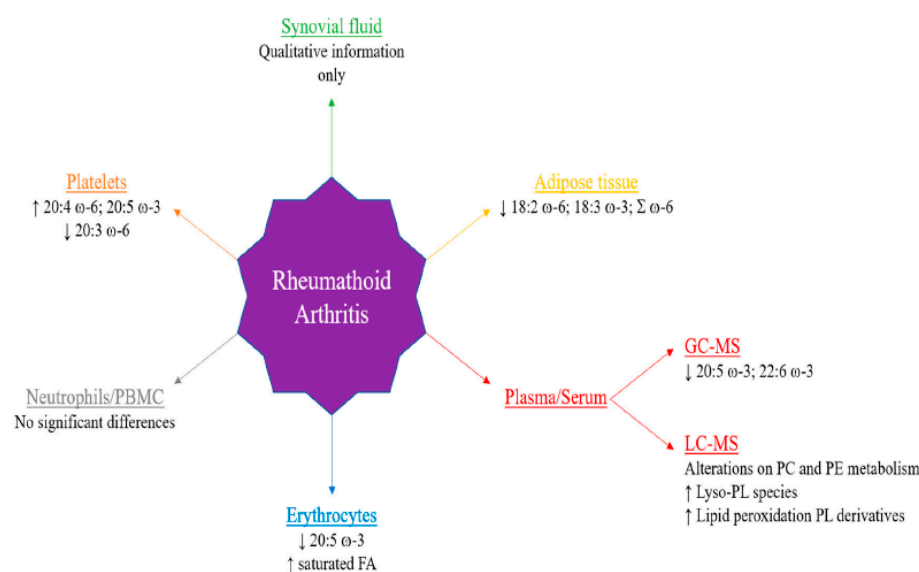 Synovial fluid
Qualitative information
only
Platelets
↑ 20:4 ω-6; 20:5 ω-3
↓ 20:3 ω-6
Adipose tissue
↓ 18:2 ω-6; 18:3 ω-3; Σ ω-6
Rheumathoid
Arthritis
Neutrophils/PBMC
No significant differences
Plasma/Serum
GC-MS
↓ 20:5 ω-3; 22:6 ω-3
LC-MS
Alterations on PC and PE metabolism
↑ Lyso-PL species
↑ Lipid peroxidation PL derivatives
Erythrocytes
↓ 20:5 ω-3
↑ saturated FA